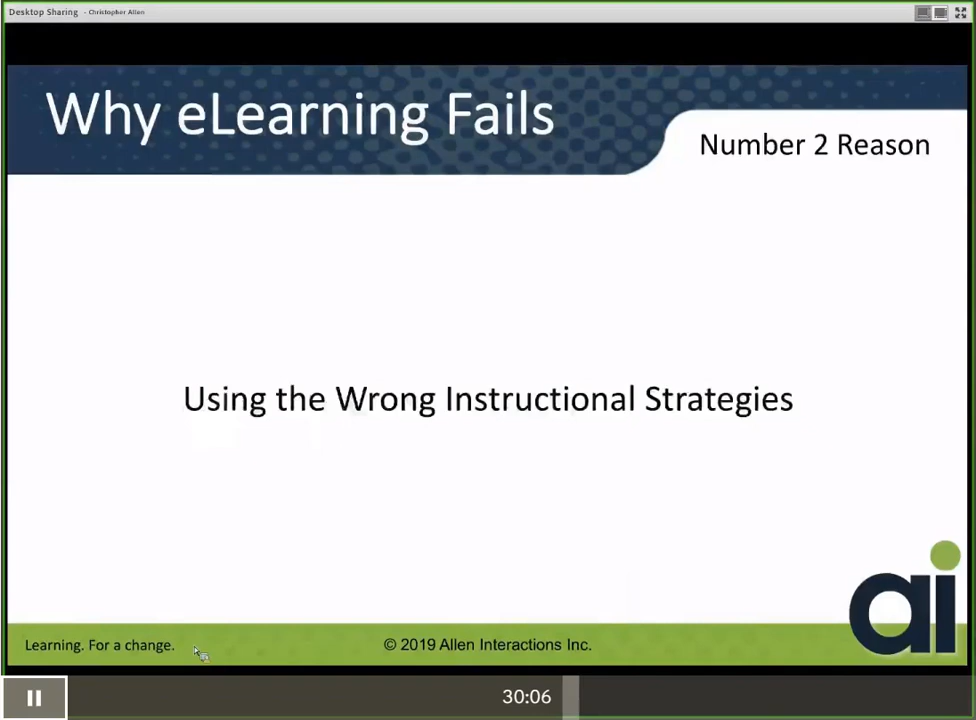 Desktop Sharing - Christopher Allen
Why eLearning Fails
Number 2 Reason
Using the Wrong Instructional Strategies
ai
Learning. For a change.
© 2019 Allen Interactions Inc.
30:06